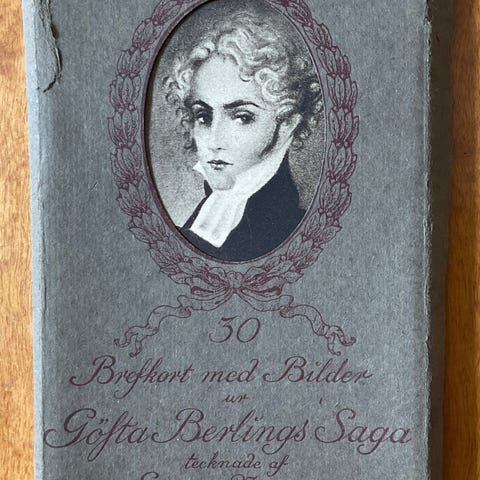 30
Brefkort med Bilder
ur
Gösta Berlings Saga
tecknade af